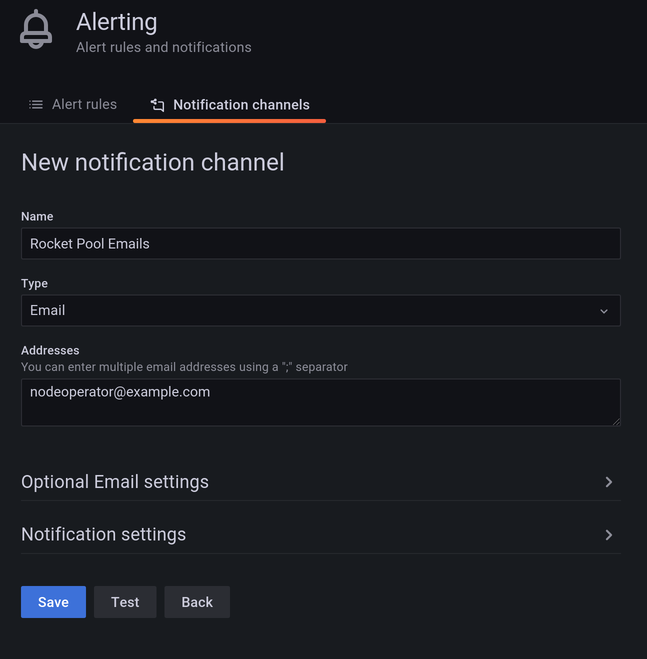 Alerting
Alert rules and notifications
Alert rules
Notification channels
New notification channel
Name
Rocket Pool Emails
Type
Email
Addresses
You can enter multiple email addresses using a ";" separator
nodeoperator@example.com
Optional Email settings
Notification settings
Save
Test
Back